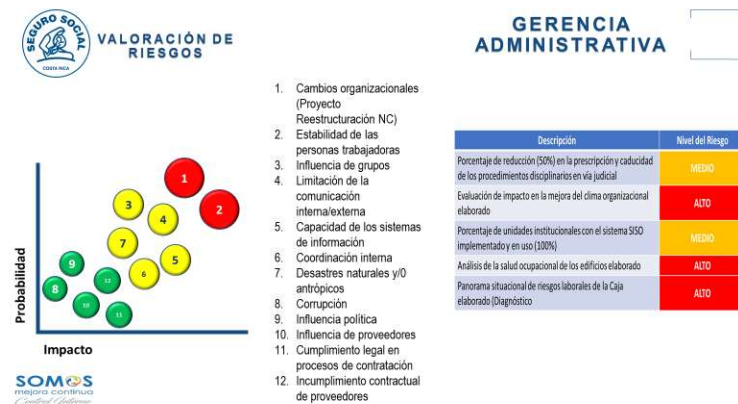 SEGURO SOCIAL
COSTA RICA
VALORACIÓN DE
RIESGOS
GERENCIA
ADMINISTRATIVA
1. Cambios organizacionales
(Proyecto
Reestructuración NC)
2. Estabilidad de las
personas trabajadoras
3. Influencia de grupos
4. Limitación de la
comunicación
interna/externa
5. Capacidad de los sistemas
de información
6. Coordinación interna
7. Desastres naturales y/0
antrópicos
8. Corrupción
9. Influencia política
10. Influencia de proveedores
11. Cumplimiento legal en
procesos de contratación
12. Incumplimiento contractual
de proveedores
Probabilidad
1
2
3
4
7
5
6
9
12
8
10
11
Impacto
Descripción Nivel del Riesgo
Porcentaje de reducción (50%) en la prescripción y caducidad
de los procedimientos disciplinarios en vía judicial
MEDIO
Evaluación de impacto en la mejora del clima organizacional
elaborado
ALTO
Porcentaje de unidades institucionales con el sistema SISO
implementado y en uso (100%)
MEDIO
Análisis de la salud ocupacional de los edificios elaborado ALTO
Panorama situacional de riesgos laborales de la Caja
elaborado (Diagnóstico
ALTO
SOMOS
mejora continua
Control Interno